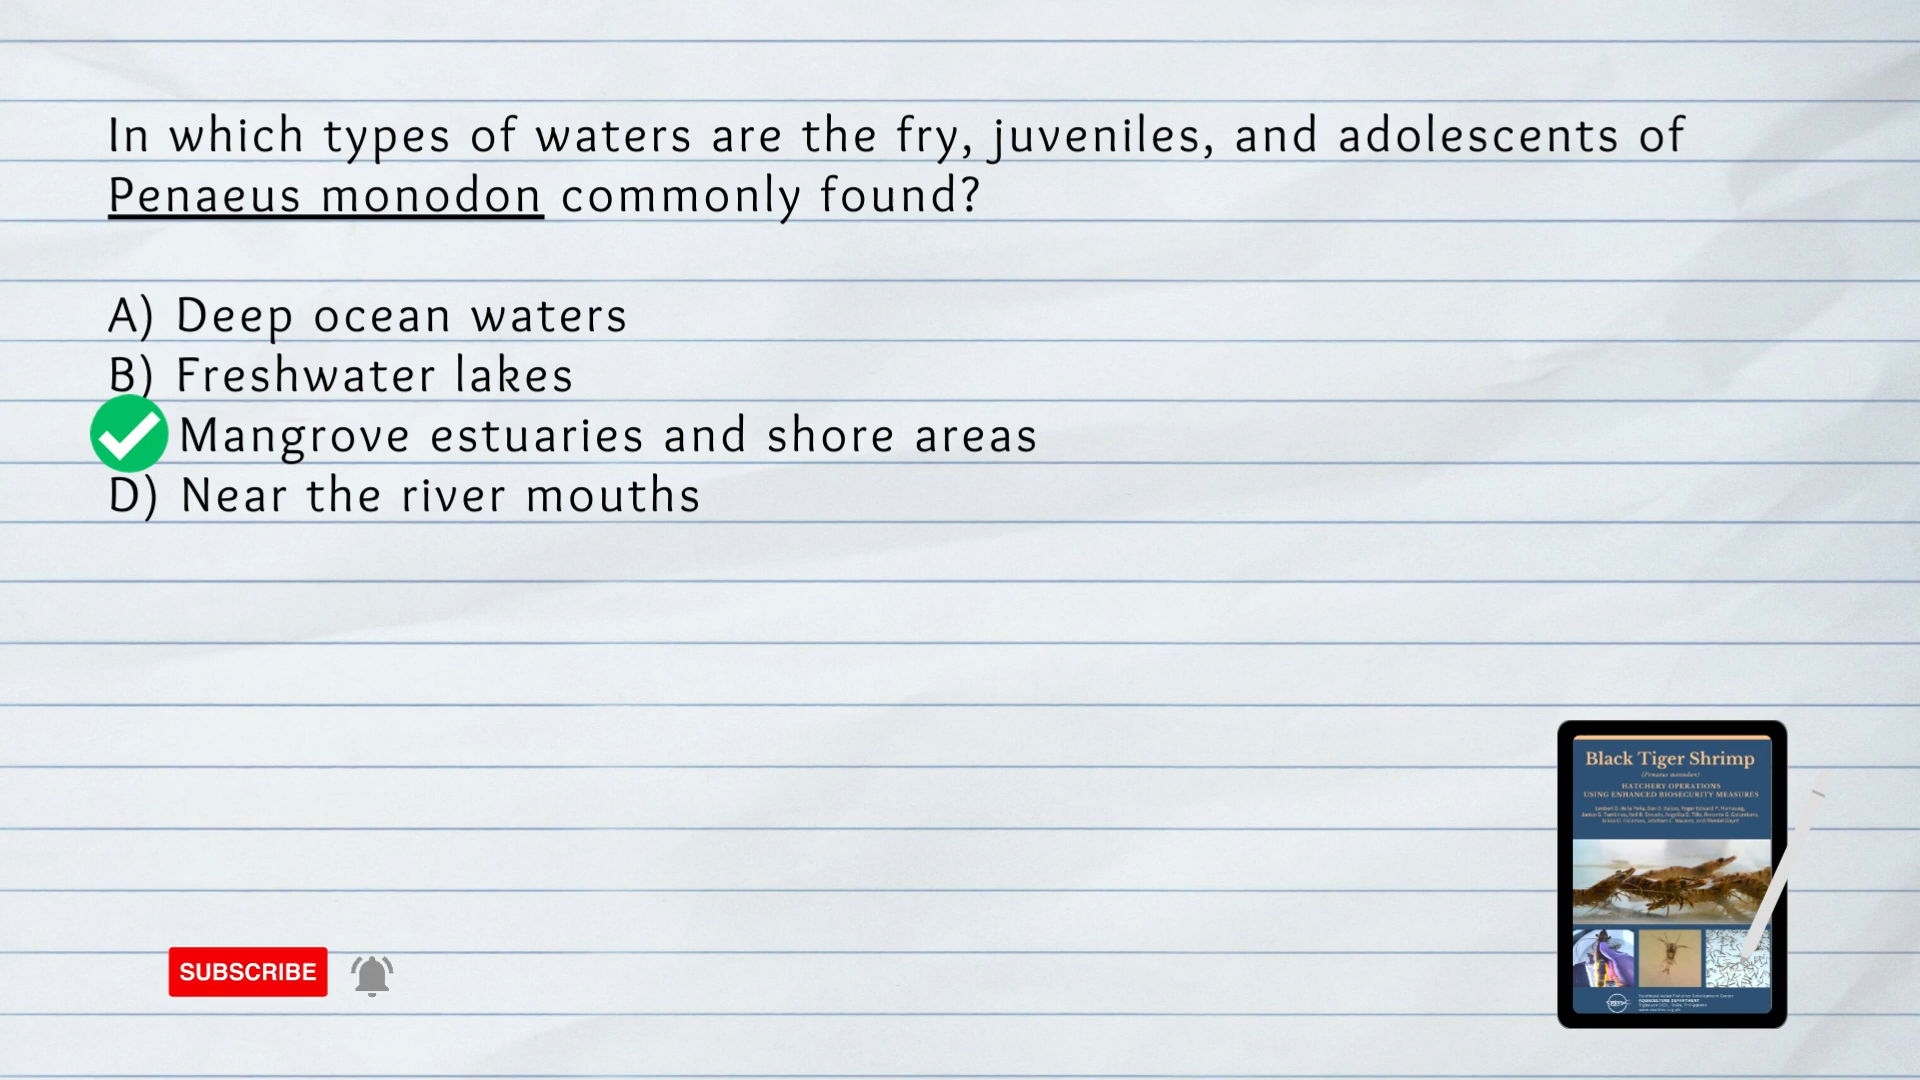 In which types of waters are the fry, juveniles, and adolescents of
Penaeus monodon commonly found?
A) Deep ocean waters
B) Freshwater lakes
Mangrove estuaries and shore areas
D) Near the river mouths
SUBSCRIBE
Black Tiger Shrimp
(Penaeus monodon)
HATCHERY OPERATIONS
USING ENHANCED BIOSECURITY MEASURES
AQUACULTURE DEPARTMENT